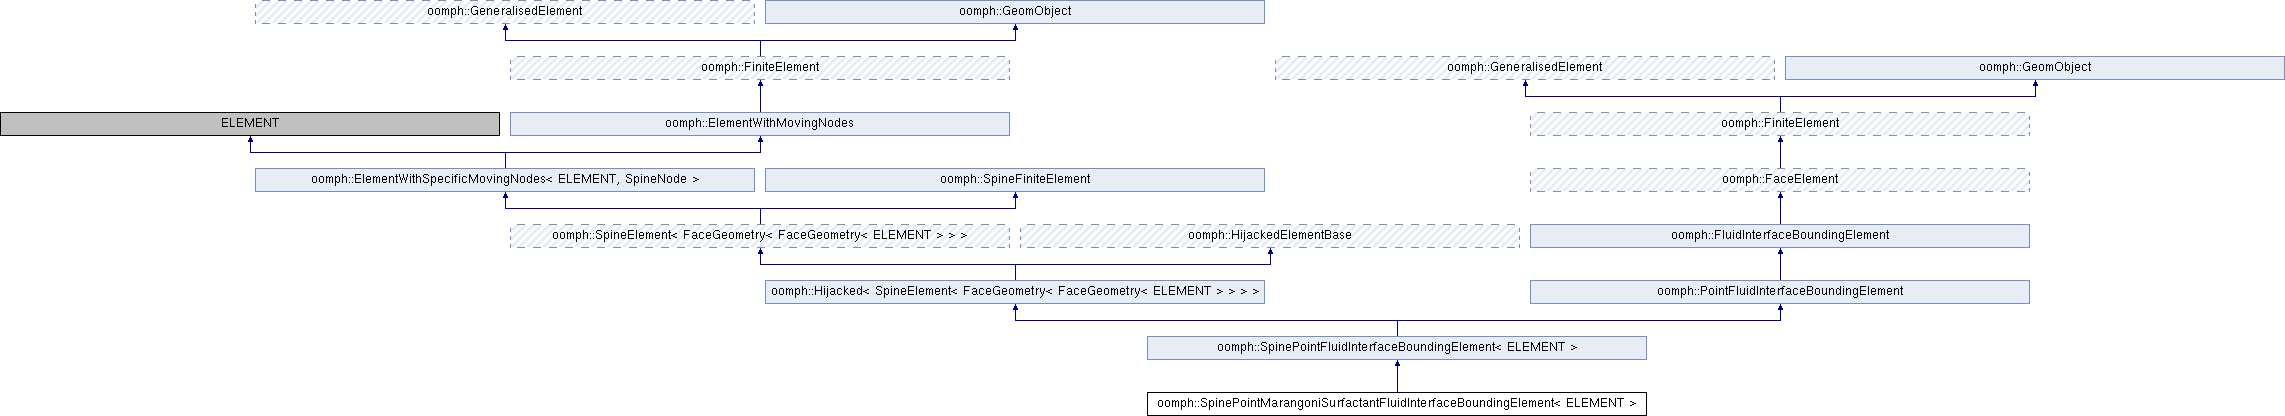 oomph::GeneralisedElement
oomph::GeomObject
oomph::FiniteElement
oomph::GeneralisedElement
oomph::GeomObject
ELEMENT
oomph::ElementWithMovingNodes
oomph::FiniteElement
oomph::ElementWithSpecificMovingNodes< ELEMENT, SpineNode >
oomph::SpineFiniteElement
oomph::FaceElement
oomph::SpineElement< FaceGeometry< FaceGeometry< ELEMENT > > >
oomph::HijackedElementBase
oomph::FluidInterfaceBoundingElement
oomph::Hijacked< SpineElement< FaceGeometry< FaceGeometry< ELEMENT > > > >
oomph::PointFluidInterfaceBoundingElement
oomph::SpinePointFluidInterfaceBoundingElement< ELEMENT >
oomph::SpinePointMarangoniSurfactantFluidInterfaceBoundingElement< ELEMENT >